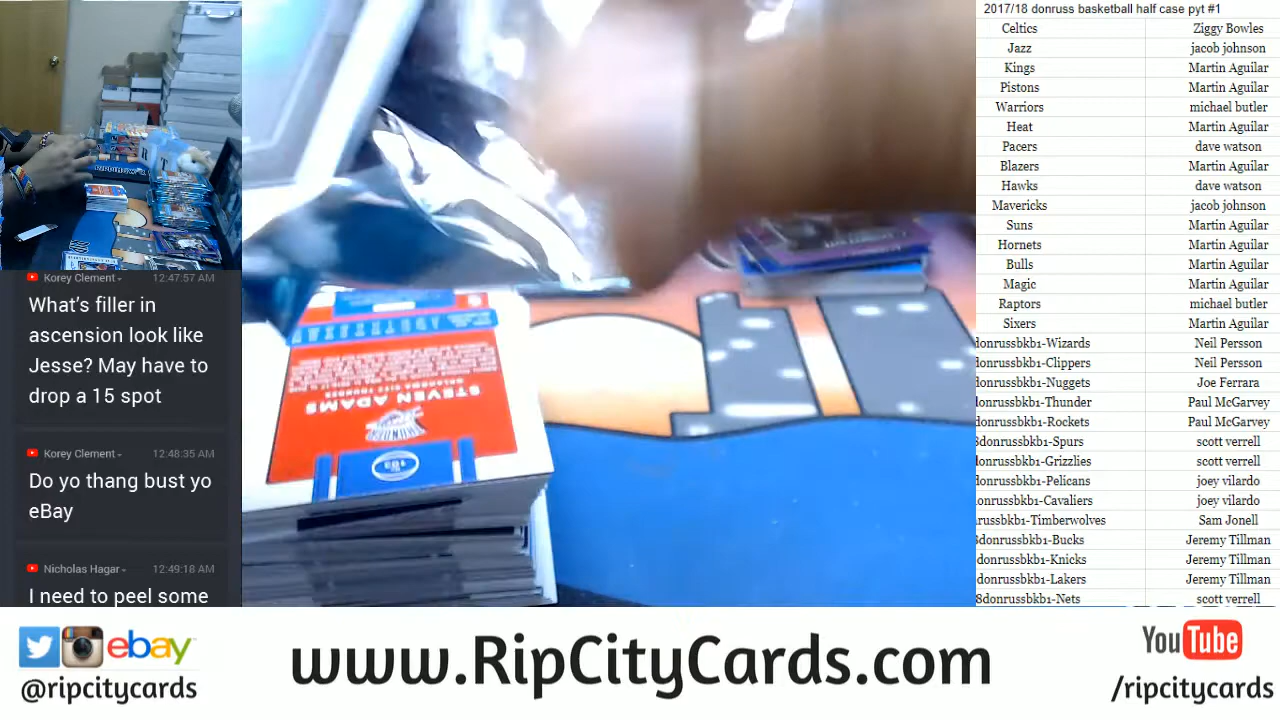 Korey Clement 12:47:57 AM
What's filler in
ascension look like
Jesse? May have to
drop a 15 spot
Korey Clement 12:48:35 AM
Do yo thang bust yo
eBay
Nicholas Hagar 12:49:18 AM
I need to peel some
STEVEN ADAMS
OKLAHOMA CITY THUNDER
THUNDER
103
2017/18 donruss basketball half case pyt #1
Celtics Ziggy Bowles
Jazz jacob johnson
Kings Martin Aguilar
Pistons Martin Aguilar
Warriors michael butler
Heat Martin Aguilar
Pacers dave watson
Blazers Martin Aguilar
Hawks dave watson
Mavericks jacob johnson
Suns Martin Aguilar
Hornets Martin Aguilar
Bulls Martin Aguilar
Magic Martin Aguilar
Raptors michael butler
Sixers Martin Aguilar
donrussbkb1-Wizards Neil Persson
donrussbkb1-Clippers Neil Persson
donrussbkb1-Nuggets Joe Ferrara
donrussbkb1-Thunder Paul McGarvey
donrussbkb1-Rockets Paul McGarvey
donrussbkb1-Spurs scott verrell
donrussbkb1-Grizzlies scott verrell
donrussbkb1-Pelicans joey vilardo
donrussbkb1-Cavaliers joey vilardo
russbkb1-Timberwolves Sam Jonell
8donrussbkb1-Bucks Jeremy Tillman
donrussbkb1-Knicks Jeremy Tillman
donrussbkb1-Lakers Jeremy Tillman
8donrussbkb1-Nets scott verrell
ebay
@ripcitycards
www.RipCityCards.com
YouTube
/ripcitycards